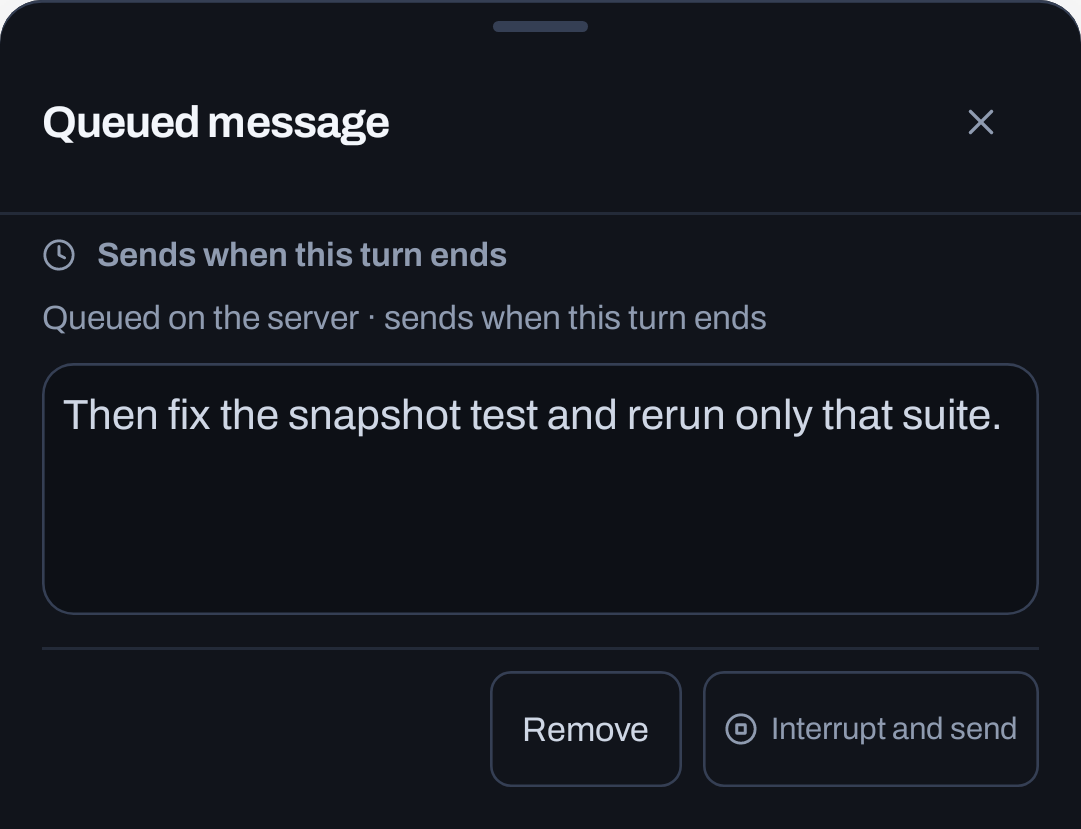 Queued message
Sends when this turn ends
Queued on the server · sends when this turn ends
Then fix the snapshot test and rerun only that suite.
Remove
Interrupt and send